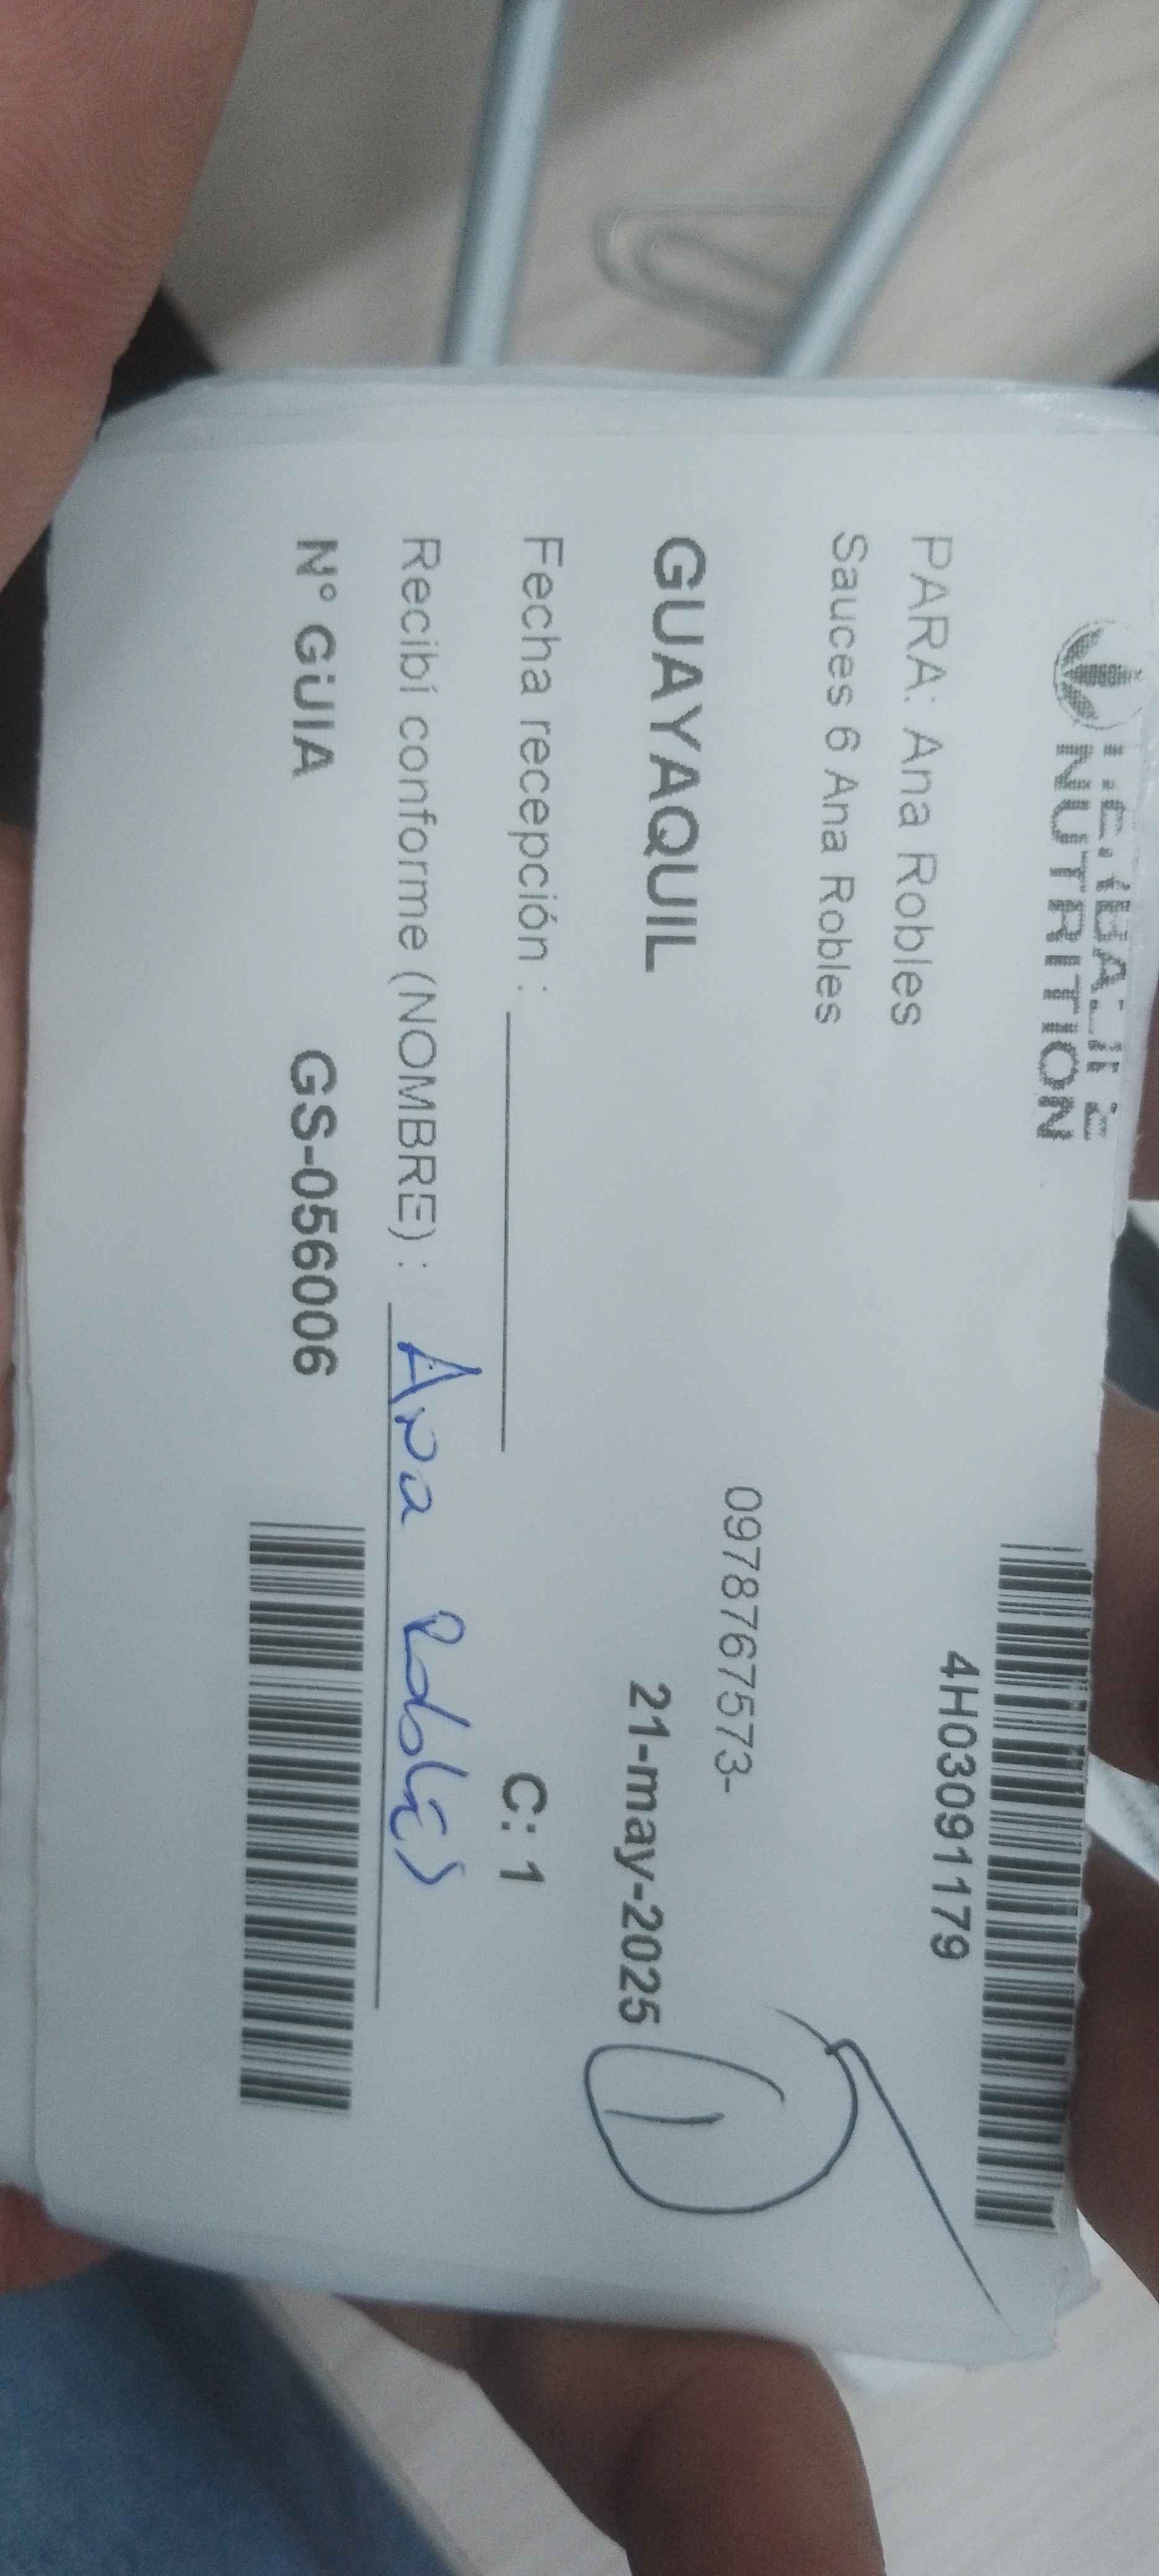 HERBALIFE
NUTRITION
4H03091179
PARA: Ana Robles
Sauces 6 Ana Robles
0978767573-
GUAYAQUIL
21-may-2025
Fecha recepción :
C: 1
Recibí conforme (NOMBRE) : Ana Robles
N° GUIA GS-056006